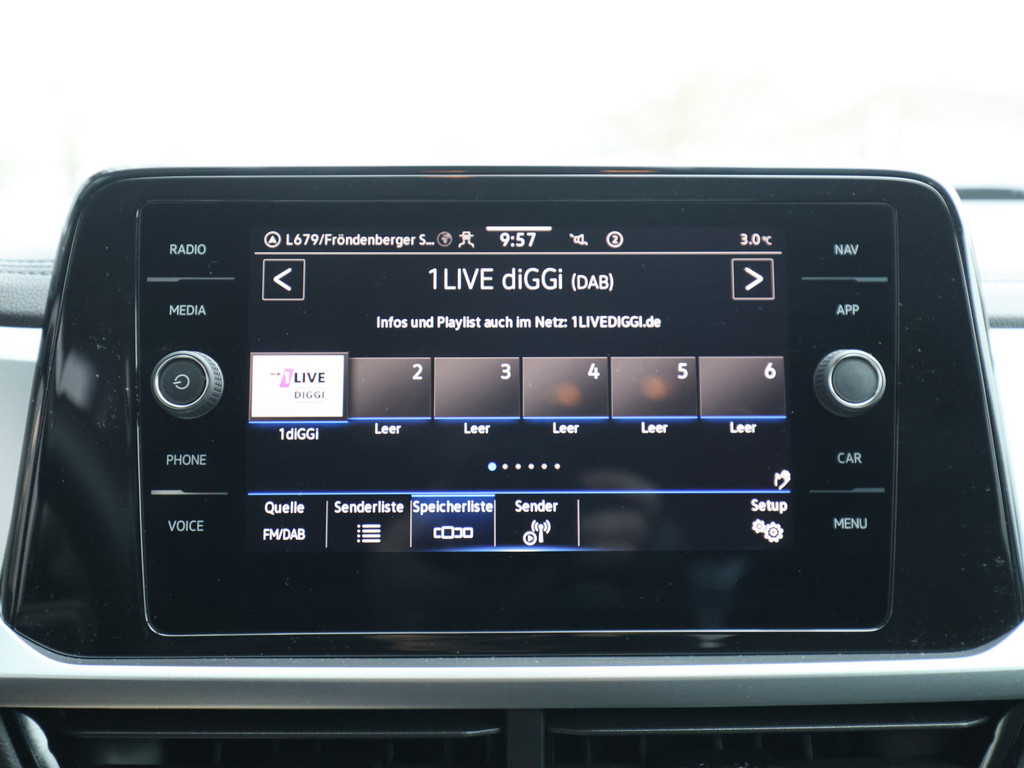 L679/Fröndenberger S... 9:57 2 3.0°C
RADIO
MEDIA
PHONE
VOICE
1LIVE diGGi (DAB)
Infos und Playlist auch im Netz: 1LIVEDIGGI.de
1LIVE
DIGGI
2 3 4 5 6
1diGGi Leer Leer Leer Leer Leer
Quelle Senderliste Speicherliste Sender Setup
FM/DAB
NAV
APP
CAR
MENU